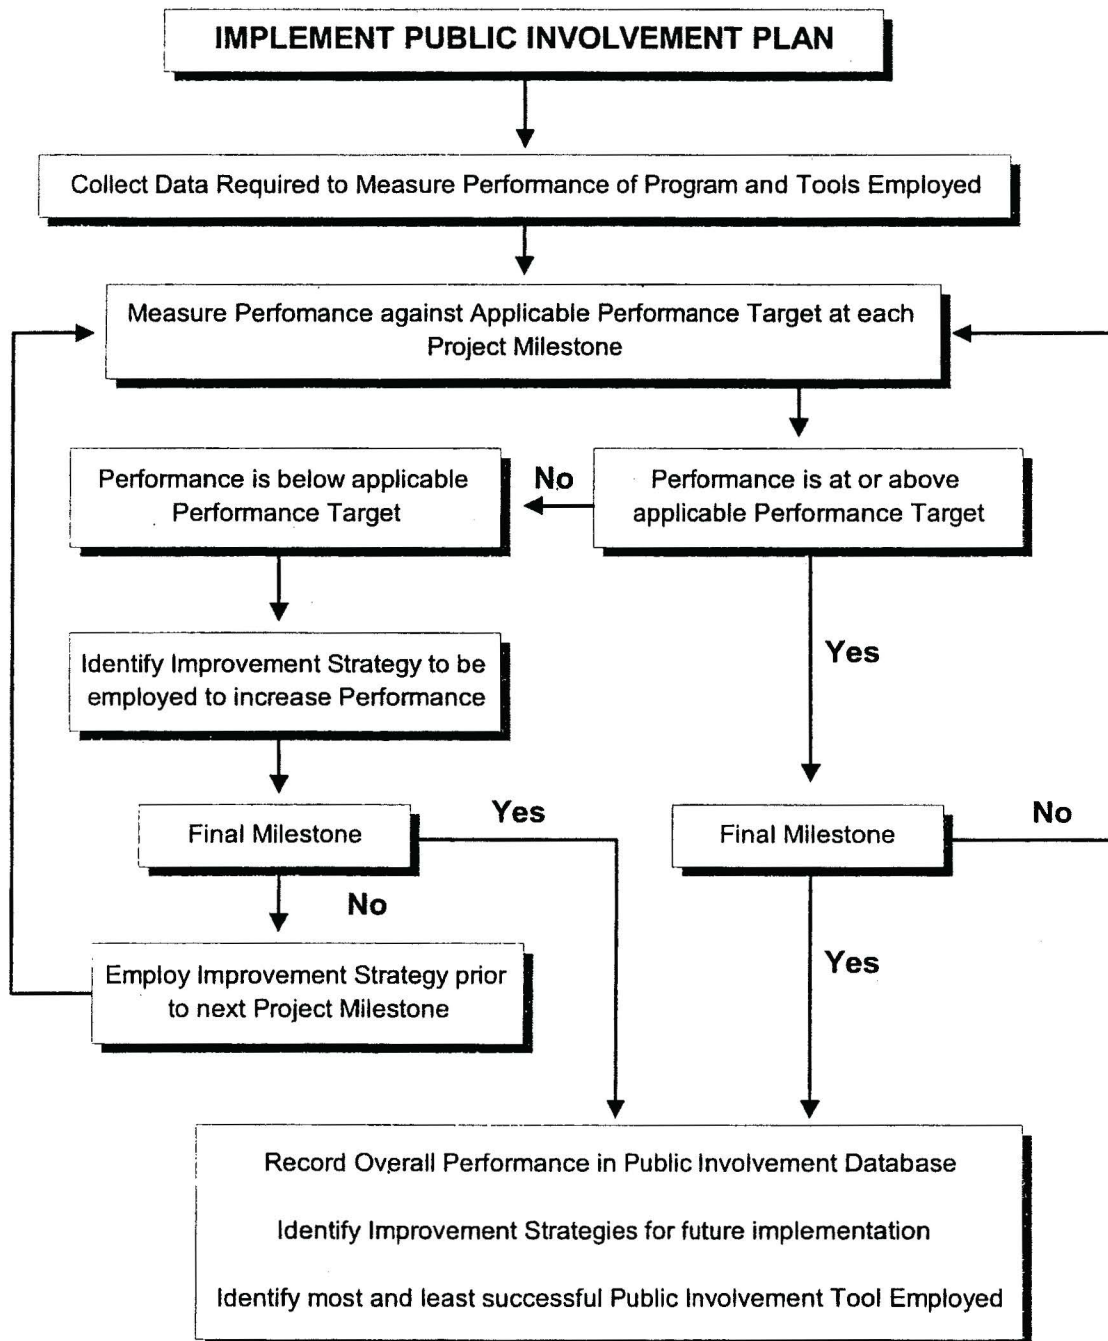 IMPLEMENT PUBLIC INVOLVEMENT PLAN
Collect Data Required to Measure Performance of Program and Tools Employed
Measure Perfomance against Applicable Performance Target at each
Project Milestone
Performance is below applicable
Performance Target
No
Performance is at or above
applicable Performance Target
Identify Improvement Strategy to be
employed to increase Performance
Yes
Final Milestone
Yes
Final Milestone
No
No
Employ Improvement Strategy prior
to next Project Milestone
Yes
Record Overall Performance in Public Involvement Database
Identify Improvement Strategies for future implementation
Identify most and least successful Public Involvement Tool Employed